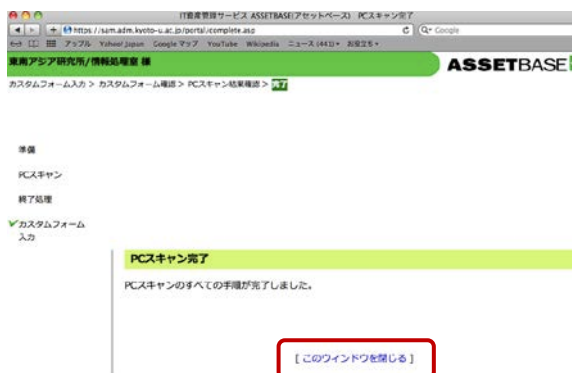 IT資産管理サービス ASSETBASE(アセットベース) PCスキャン完了
https://sam.adm.kyoto-u.ac.jp/portal/complete.asp
Google
アップル Yahoo! Japan Google マップ YouTube Wikipedia ニュース (441) お役立ち
東南アジア研究所/情報処理室 様
ASSETBASE
カスタムフォーム入力 > カスタムフォーム確認 > PCスキャン結果確認 > 完了
準備
PCスキャン
終了処理
カスタムフォーム
入力
PCスキャン完了
PCスキャンのすべての手順が完了しました。
[ このウィンドウを閉じる ]